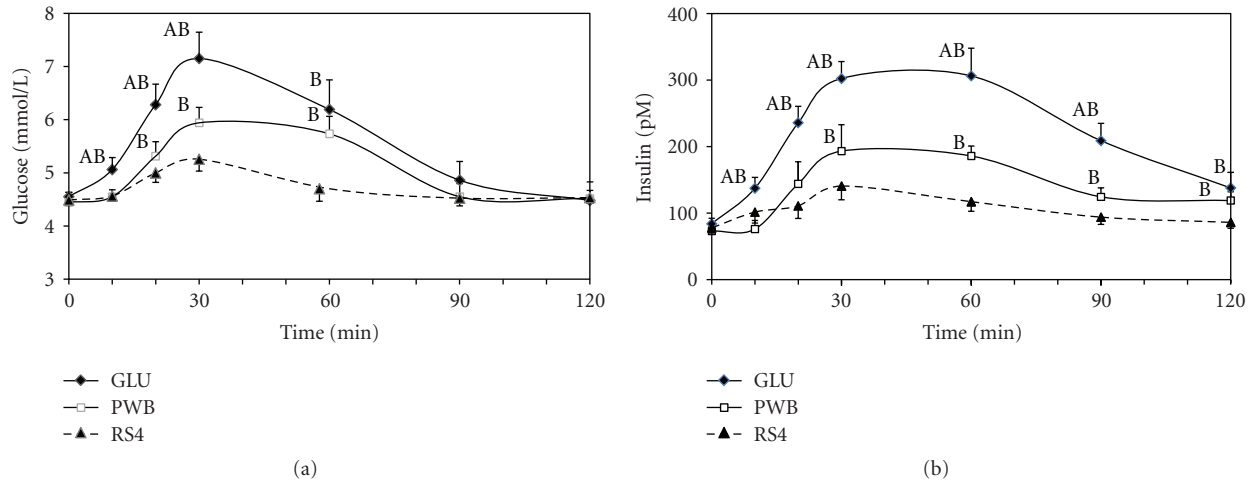 8
7
6
5
4
3
Glucose (mmol/L)
AB
AB
AB
B
B
B
B
0
30
60
90
120
Time (min)
GLU
PWB
RS4
(a)
400
300
200
100
0
Insulin (pM)
AB
AB
AB
AB
AB
B
B
B
B
B
0
30
60
90
120
Time (min)
GLU
PWB
RS4
(b)